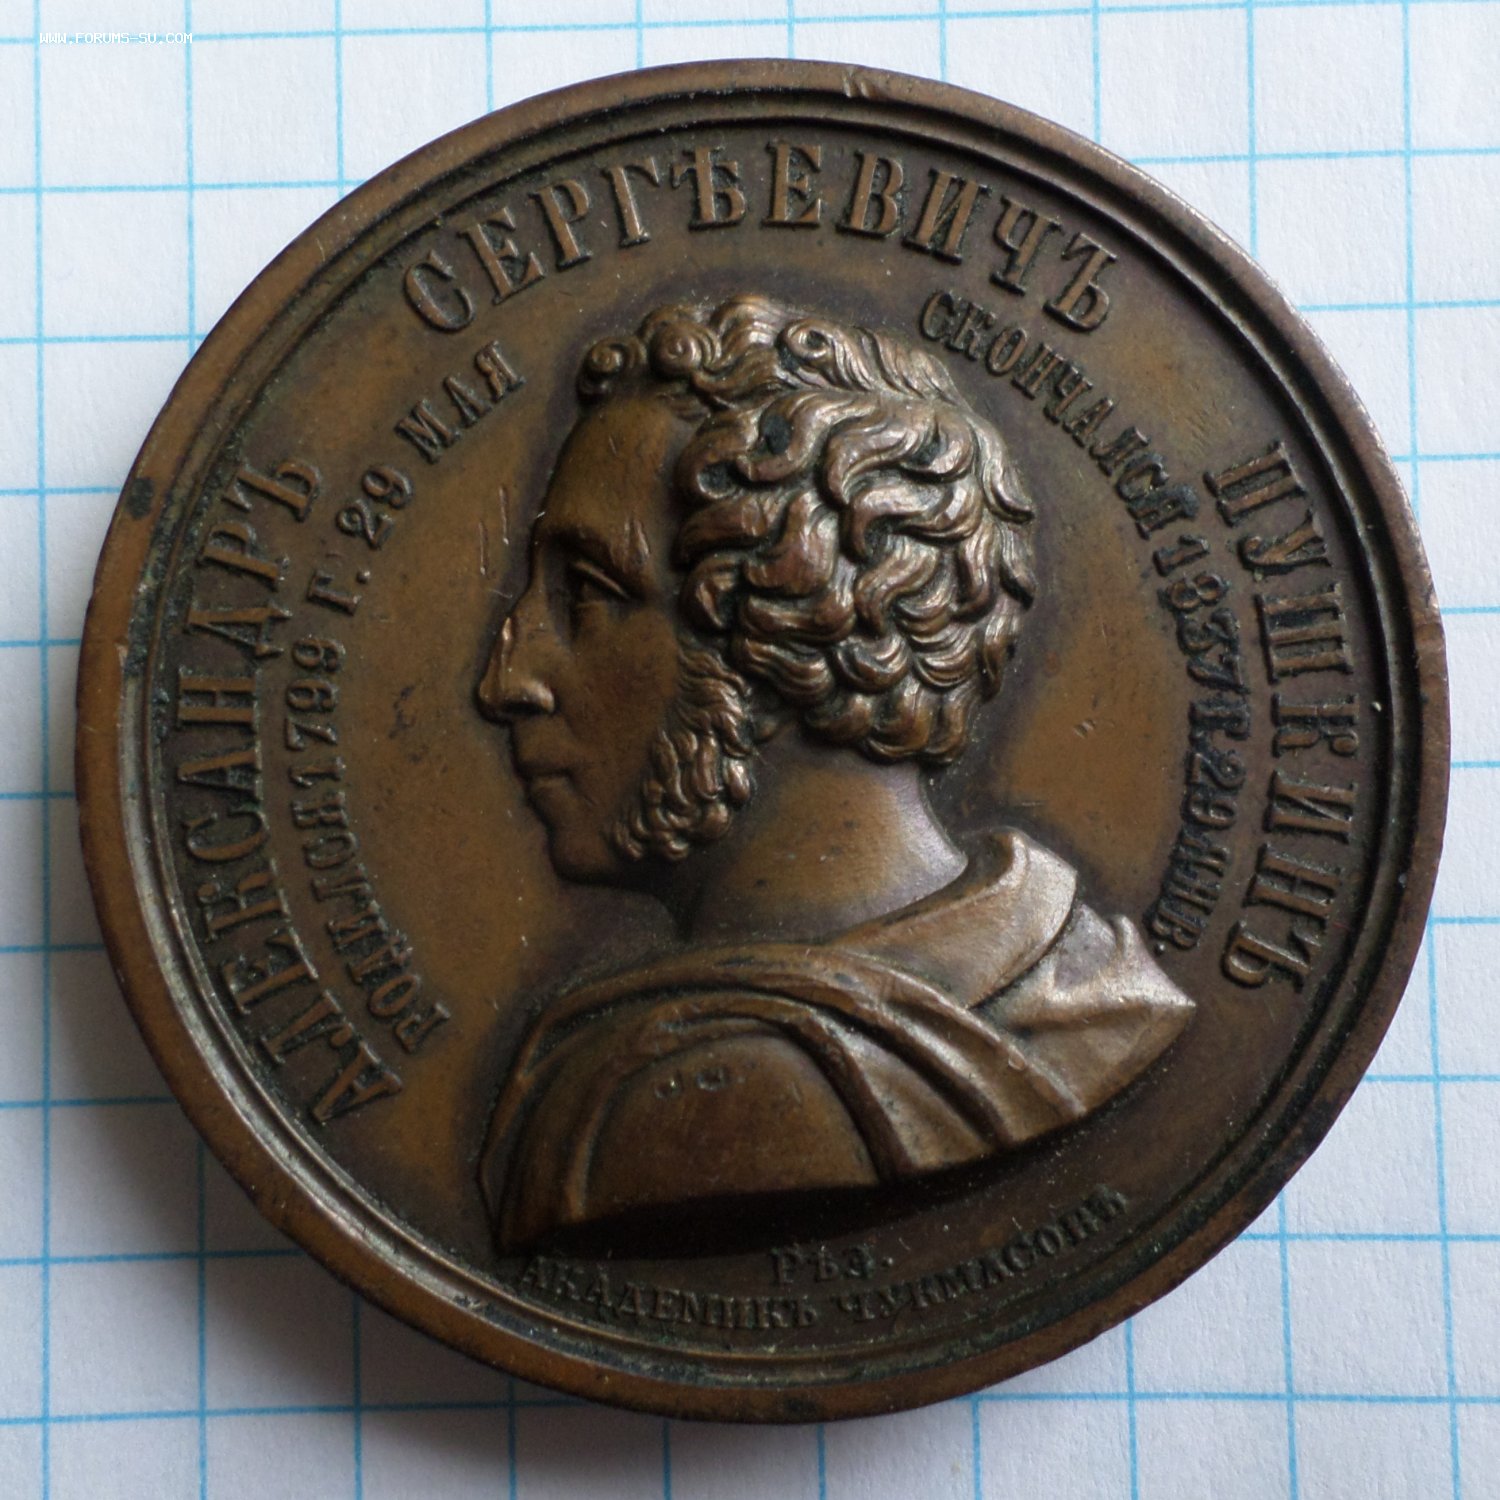 WWW.FORUMS-SU.COM
АЛЕКСАНДРЪ СЕРГѢЕВИЧЪ ПУШКИНЪ
РОДИЛСЯ 1799 Г. 29 МАЯ
СКОНЧАЛСЯ 1837 Г. 29 ЯНВ.
РѢЗ.
АКАДЕМИКЪ ЧУКМАСОВЪ